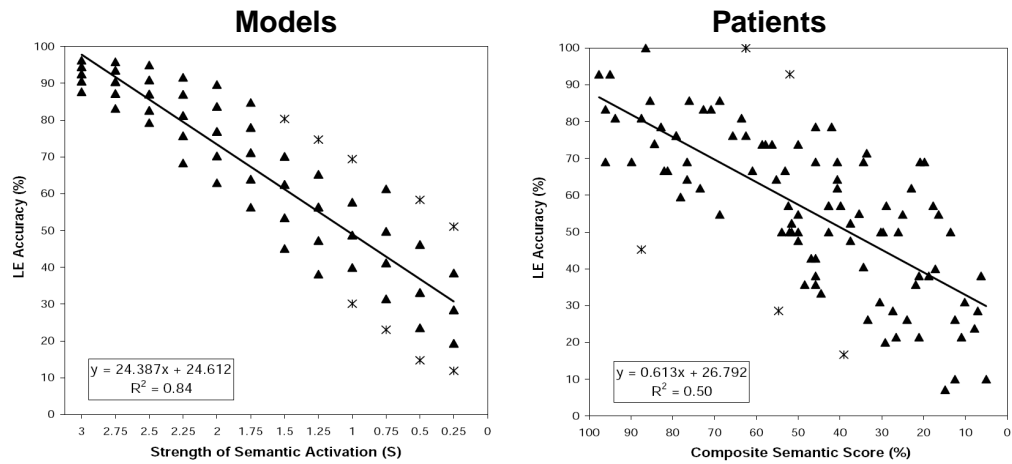 Models
LE Accuracy (%)
100
90
80
70
60
50
40
30
20
10
0
y = 24.387x + 24.612
R² = 0.84
3 2.75 2.5 2.25 2 1.75 1.5 1.25 1 0.75 0.5 0.25 0
Strength of Semantic Activation (S)
Patients
LE Accuracy (%)
100
90
80
70
60
50
40
30
20
10
0
y = 0.613x + 26.792
R² = 0.50
100 90 80 70 60 50 40 30 20 10 0
Composite Semantic Score (%)